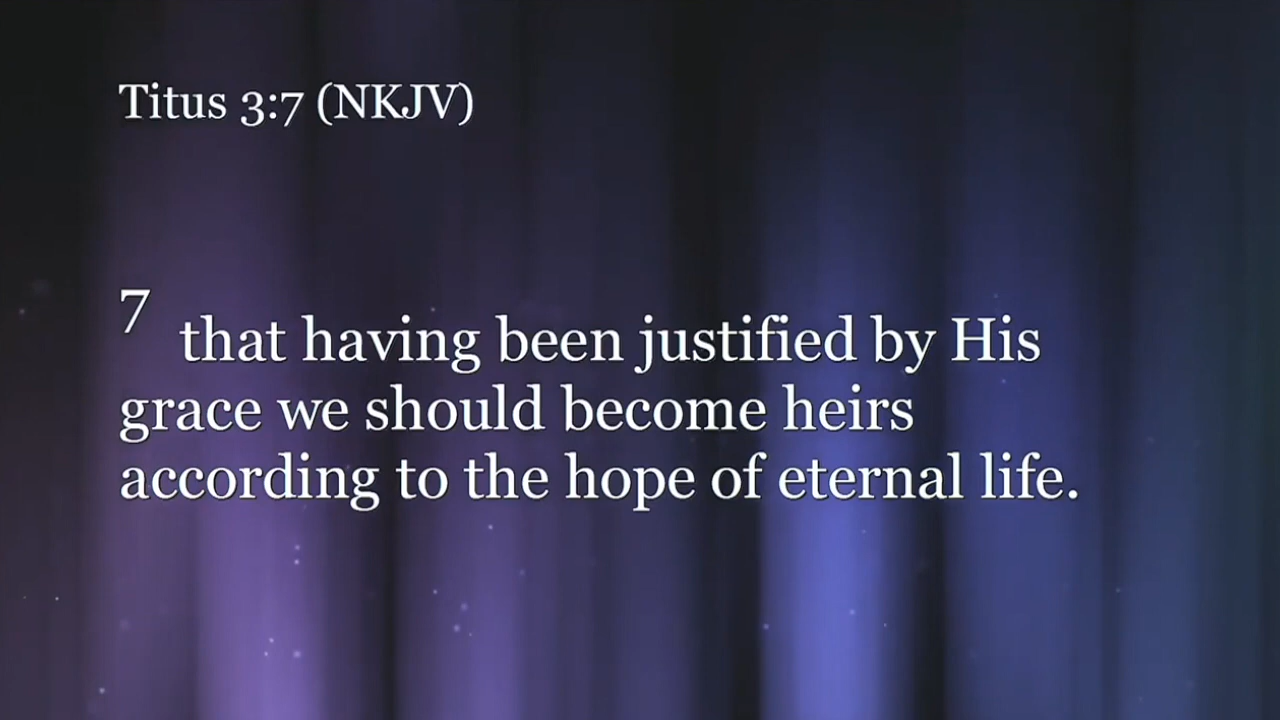 Titus 3:7 (NKJV)
7 that having been justified by His
grace we should become heirs
according to the hope of eternal life.